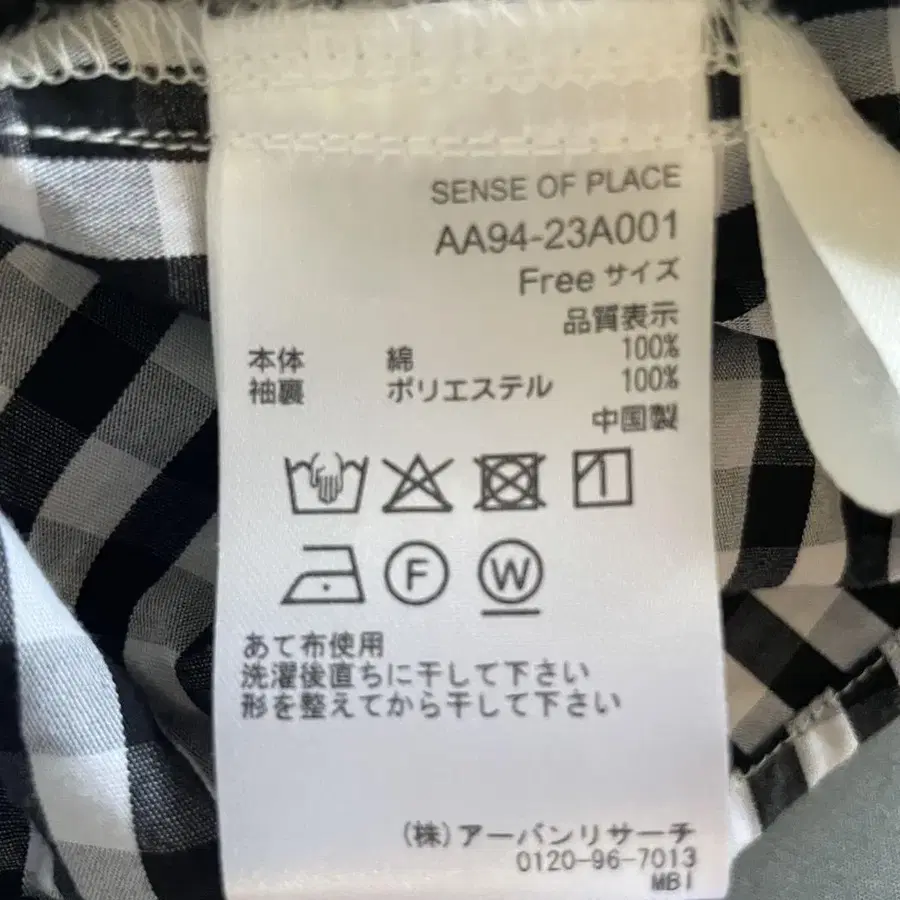 SENSE OF PLACE
AA94-23A001
Free サイズ
品質表示
本体 綿 100%
袖裏 ポリエステル 100%
中国製
F W
あて布使用
洗濯後直ちに干して下さい
形を整えてから干して下さい
(株)アーバンリサーチ
0120-96-7013
MBI